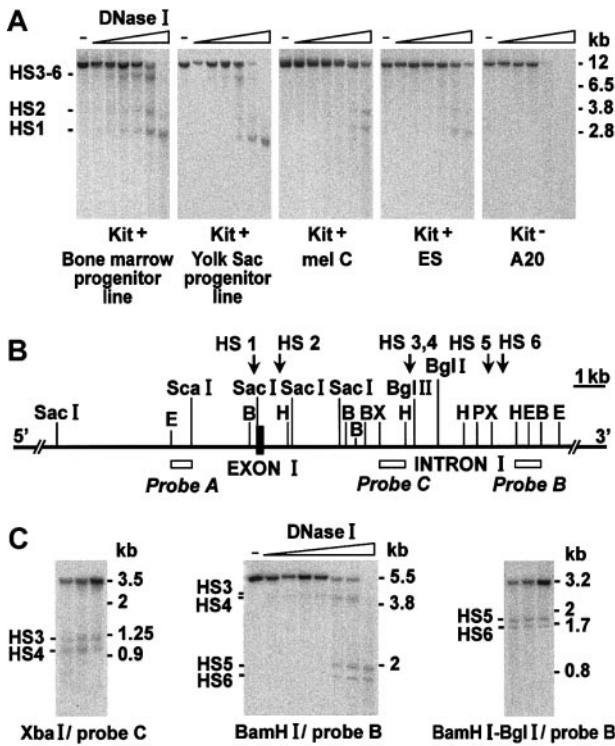 A
DNase I
- - - - - kb
HS3-6 - - 12
- 6.5
HS2 - - 3.8
HS1 - - 2.8
Kit + Kit + Kit + Kit + Kit -
Bone marrow progenitor line
Yolk Sac progenitor line
mel C
ES
A20
B
HS 1 HS 2 HS 3,4 HS 5 HS 6
Bgl I
1 kb
Sca I Sac I Sac I Sac I Bgl II
Sac I E B H B B B X H H P X H E B E
5' 3'
EXON I INTRON I
Probe A Probe C Probe B
C
DNase I
kb - kb kb
- 3.5
- 2
- 1.25
- 0.9
HS3
HS4
Xba I/ probe C
HS3
HS4
HS5
HS6
- 5.5
- 3.8
- 2
BamH I/ probe B
HS5
HS6
- 3.2
- 2
- 1.7
- 0.8
BamH I-Bgl I/ probe B